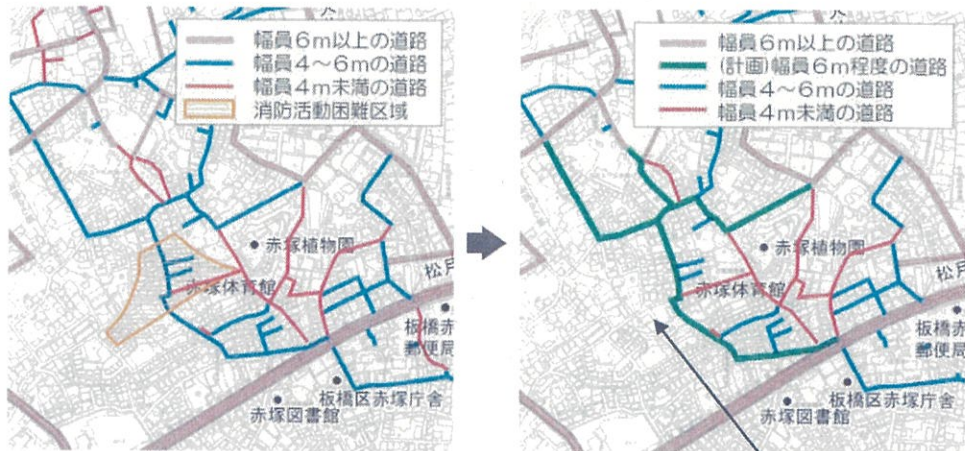 幅員6m以上の道路
幅員4〜6mの道路
幅員4m未満の道路
消防活動困難区域
赤塚植物園
赤塚体育館
松月
板橋赤
郵便局
板橋区赤塚庁舎
赤塚図書館
幅員6m以上の道路
(計画)幅員6m程度の道路
幅員4〜6mの道路
幅員4m未満の道路
赤塚植物園
赤塚体育館
板橋赤
郵便局
板橋区赤塚庁舎
赤塚図書館